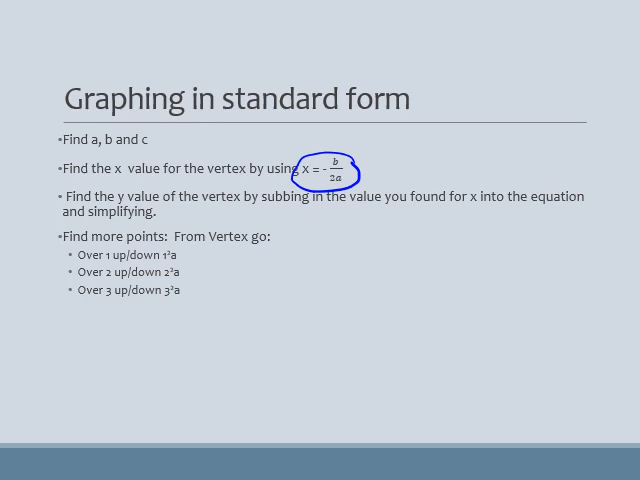 Graphing in standard form
•Find a, b and c
•Find the x value for the vertex by using x = - b/2a
• Find the y value of the vertex by subbing in the value you found for x into the equation
and simplifying.
•Find more points: From Vertex go:
• Over 1 up/down 1²a
• Over 2 up/down 2²a
• Over 3 up/down 3²a